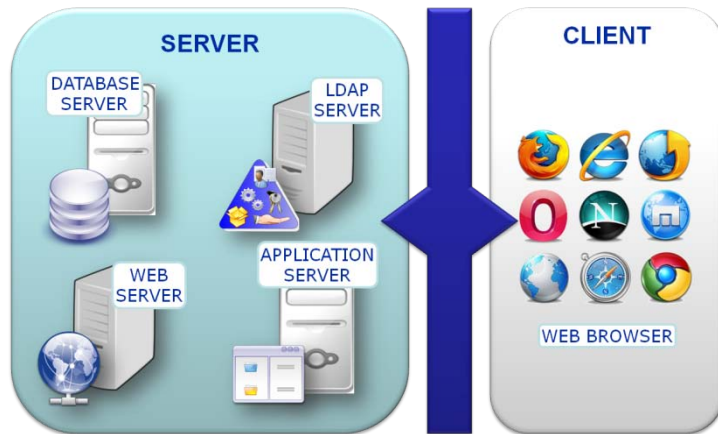 SERVER
DATABASE
SERVER
LDAP
SERVER
WEB
SERVER
APPLICATION
SERVER
CLIENT
WEB BROWSER